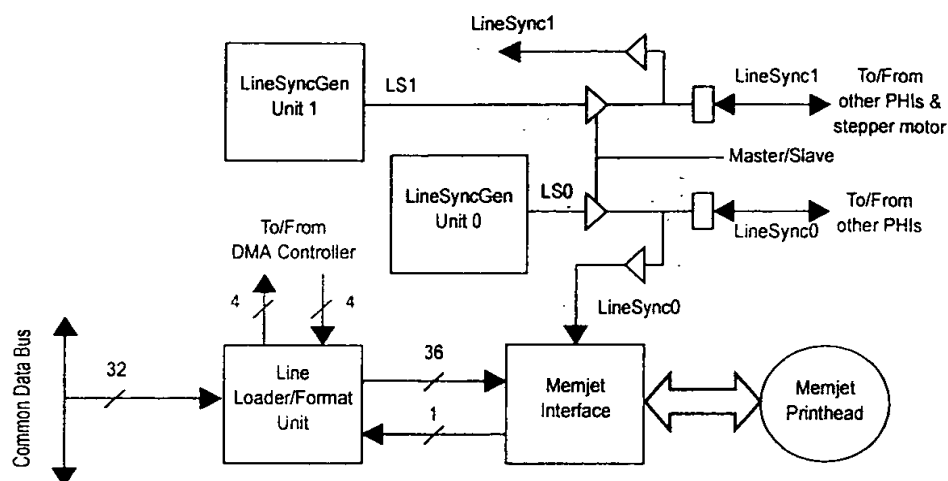 LineSync1
LineSyncGen
Unit 1
LS1
LineSync1
To/From
other PHIs &
stepper motor
Master/Slave
LineSyncGen
Unit 0
LS0
LineSync0
To/From
other PHIs
To/From
DMA Controller
4
4
LineSync0
Common Data Bus
32
Line
Loader/Format
Unit
36
1
Memjet
Interface
Memjet
Printhead